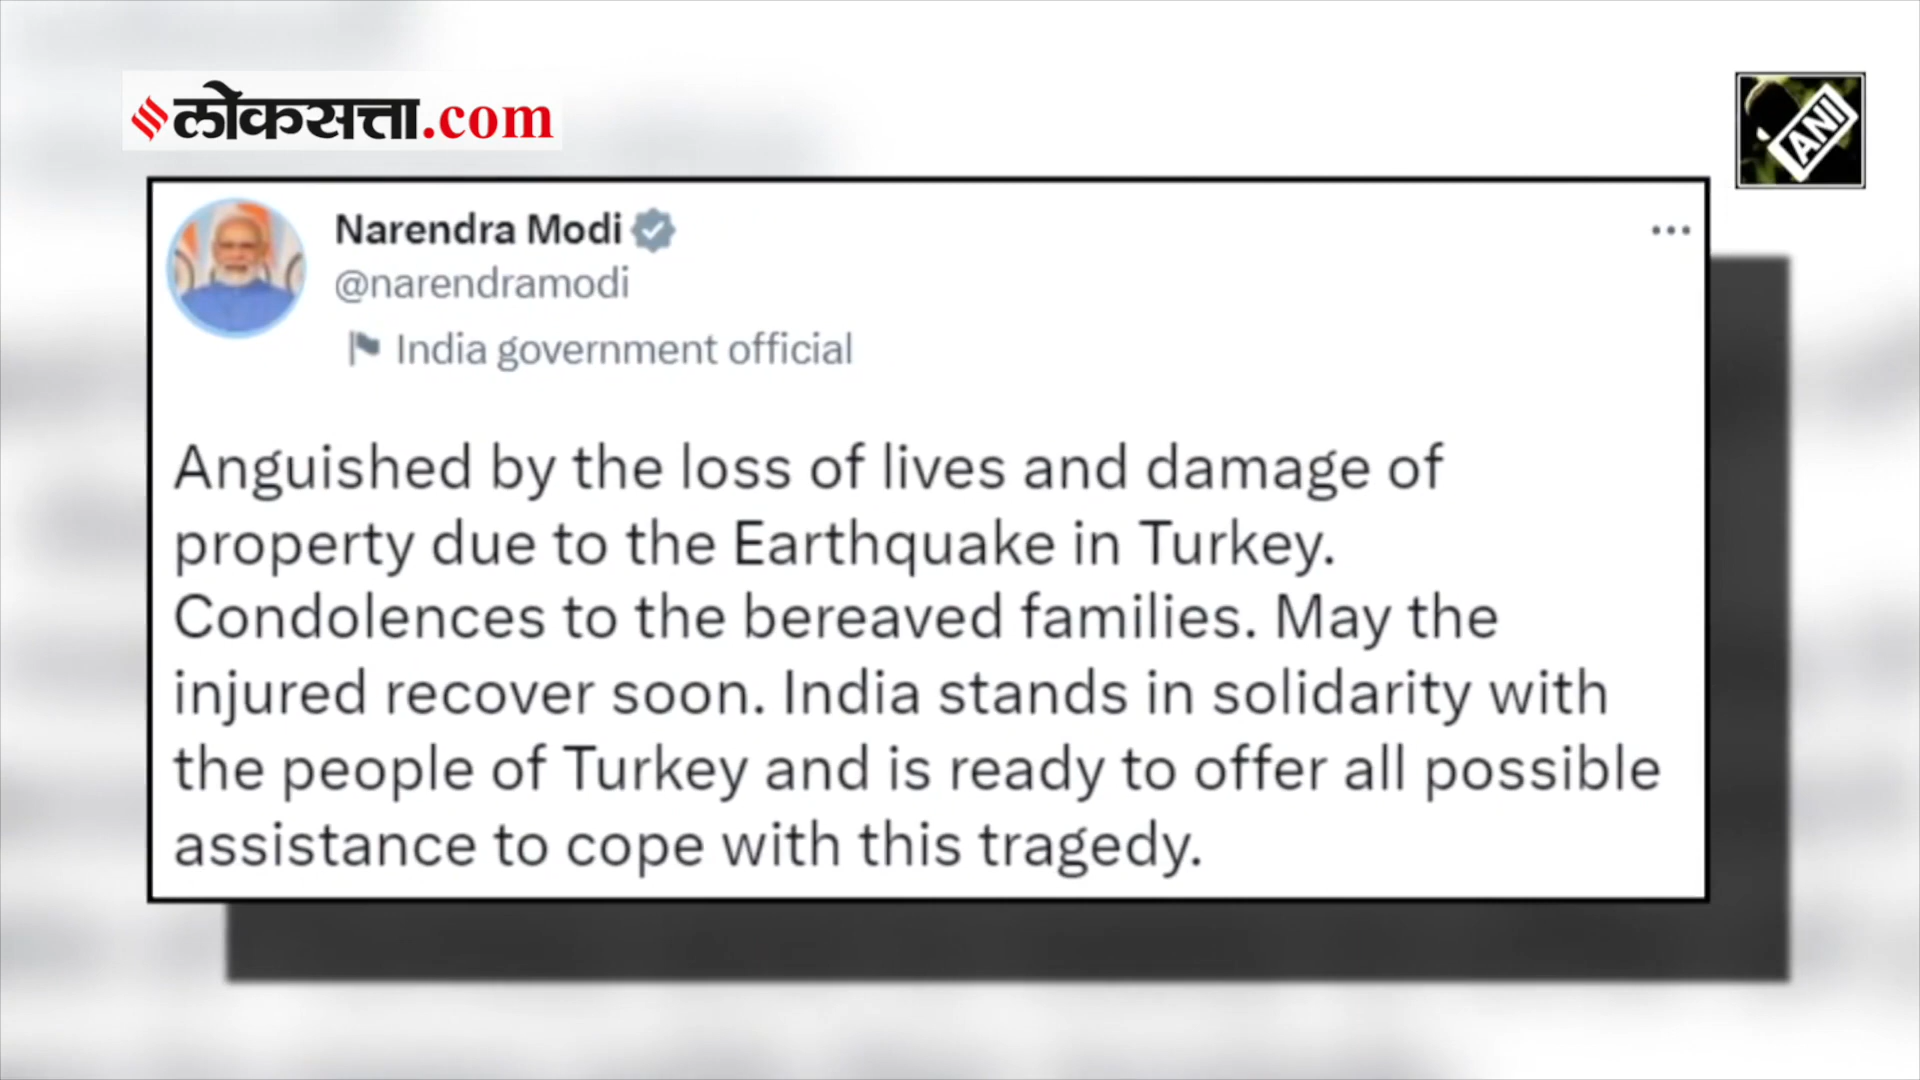 लोकसत्ता.com
ANI
Narendra Modi
@narendramodi
India government official
Anguished by the loss of lives and damage of
property due to the Earthquake in Turkey.
Condolences to the bereaved families. May the
injured recover soon. India stands in solidarity with
the people of Turkey and is ready to offer all possible
assistance to cope with this tragedy.